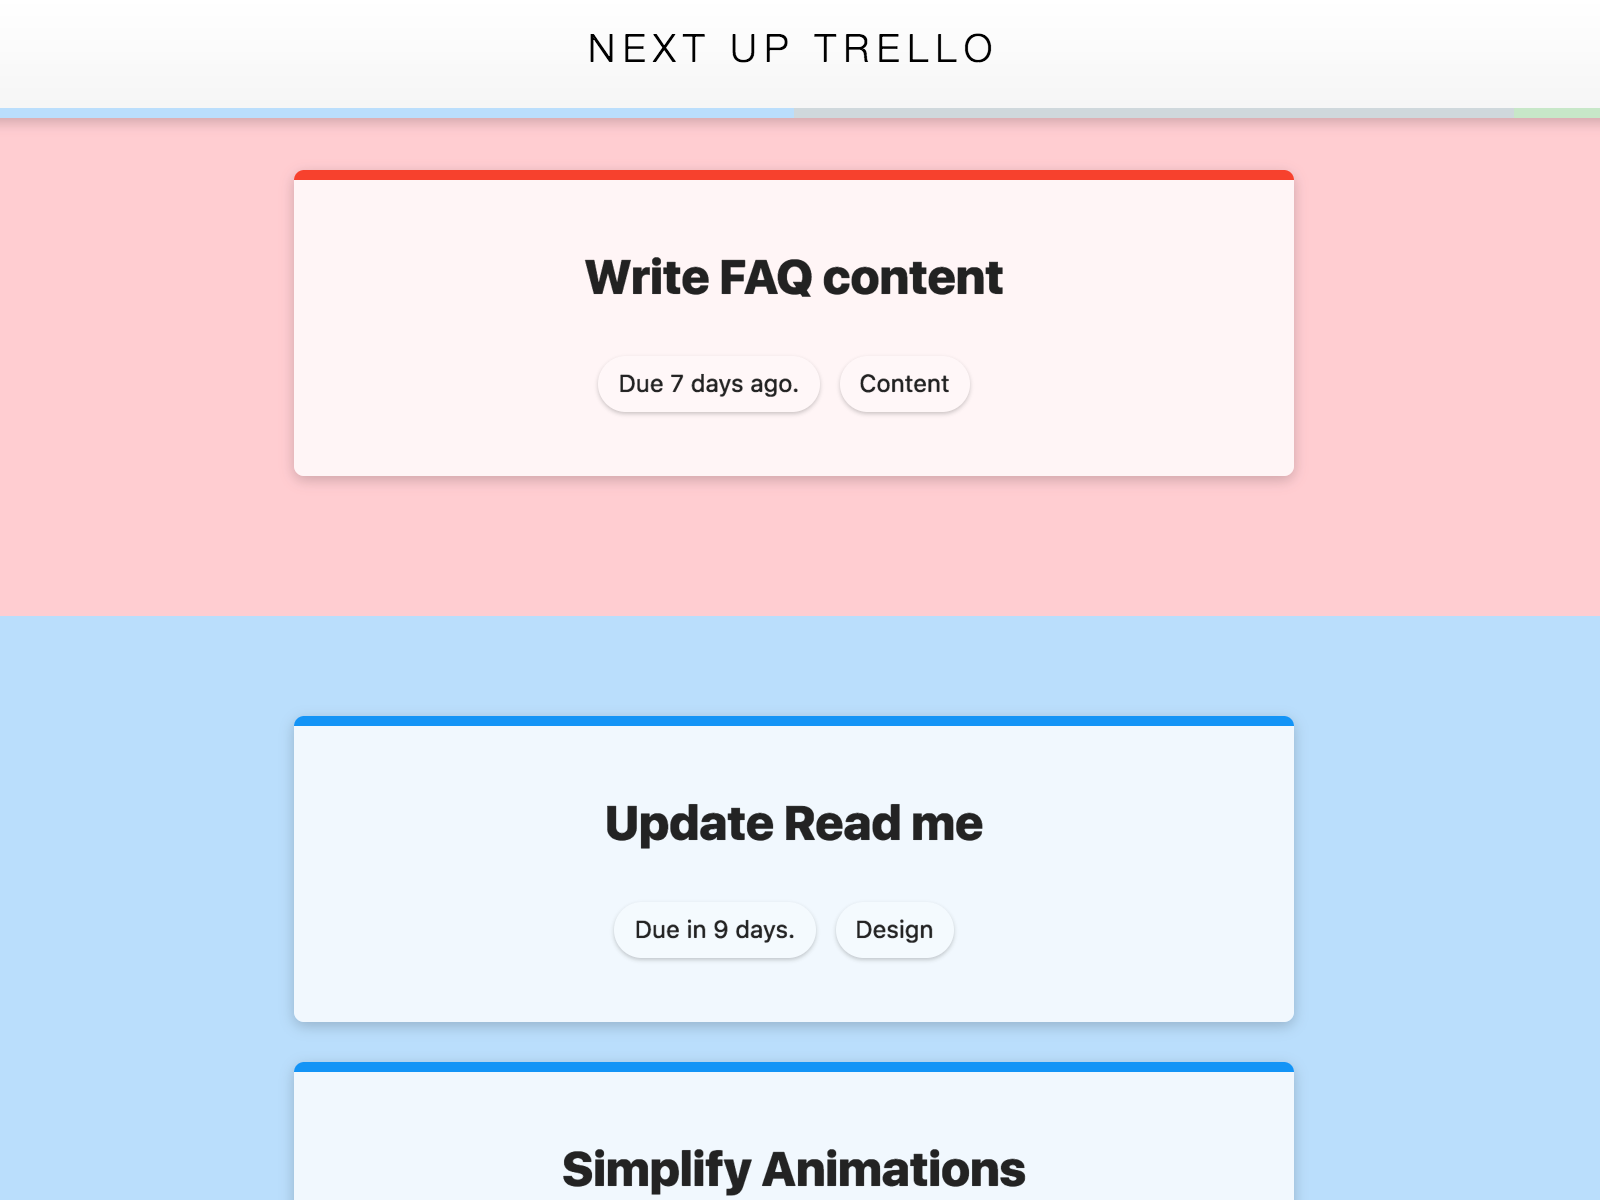 NEXT UP TRELLO
Write FAQ content
Due 7 days ago.
Content
Update Read me
Due in 9 days.
Design
Simplify Animations